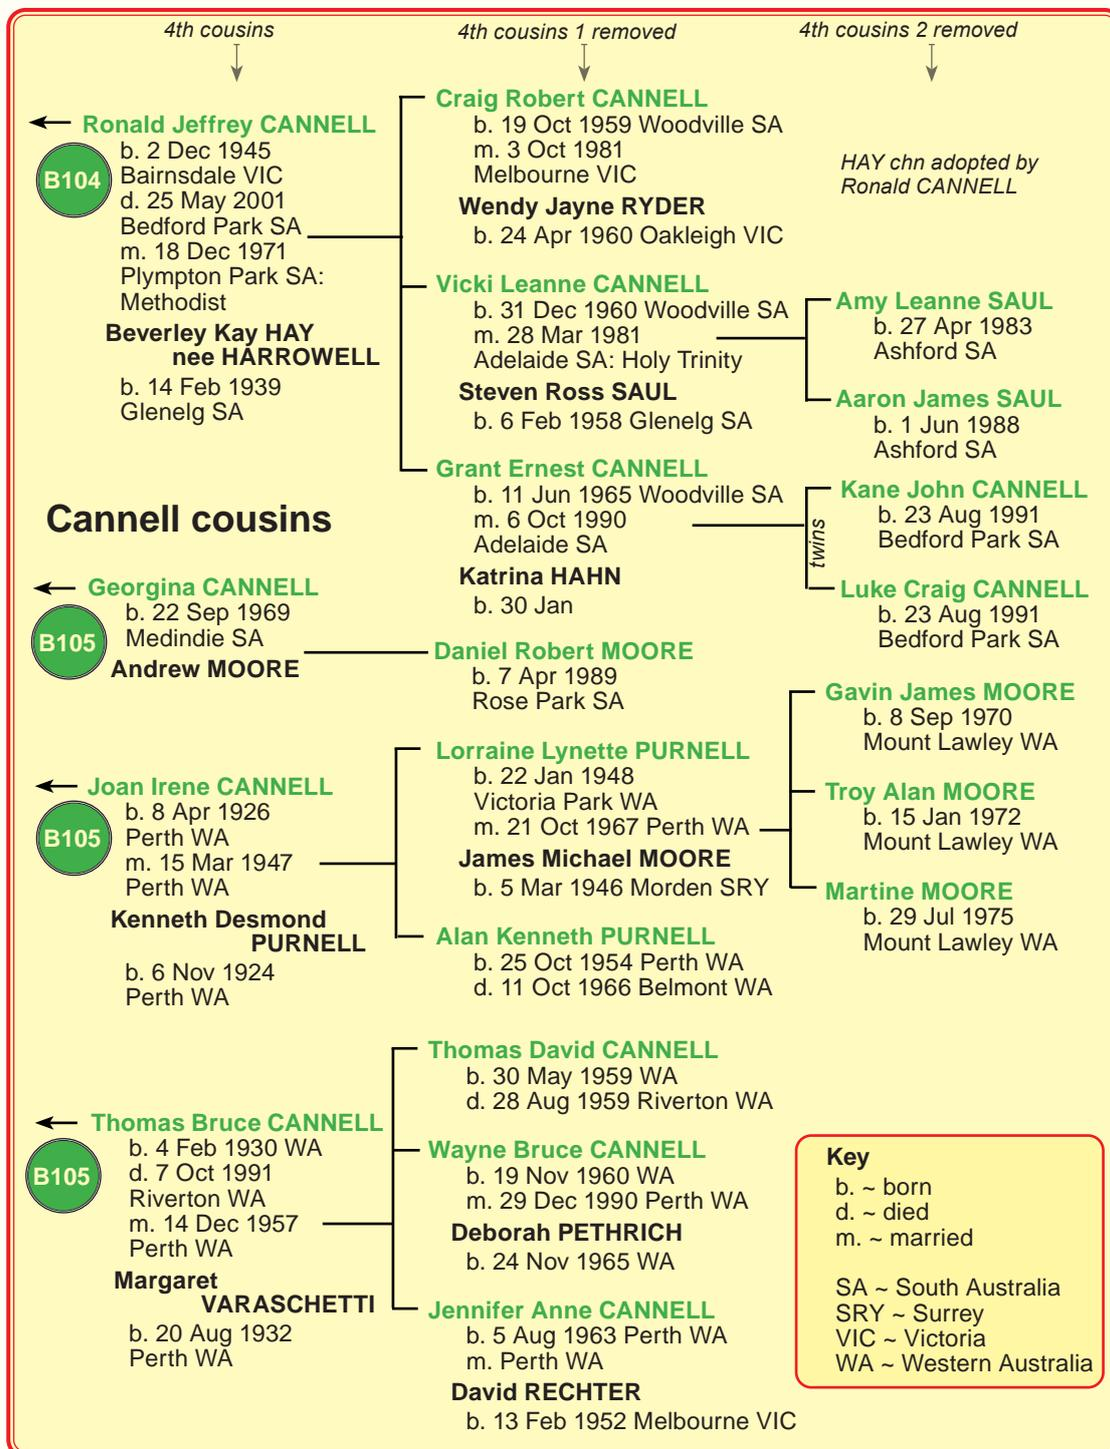 4th cousins
4th cousins 1 removed
4th cousins 2 removed
Ronald Jeffrey CANNELL
B104
b. 2 Dec 1945
Bairnsdale VIC
d. 25 May 2001
Bedford Park SA
m. 18 Dec 1971
Plympton Park SA:
Methodist
Beverley Kay HAY
nee HARROWELL
b. 14 Feb 1939
Glenelg SA
Craig Robert CANNELL
b. 19 Oct 1959 Woodville SA
m. 3 Oct 1981
Melbourne VIC
Wendy Jayne RYDER
b. 24 Apr 1960 Oakleigh VIC
HAY chn adopted by
Ronald CANNELL
Vicki Leanne CANNELL
b. 31 Dec 1960 Woodville SA
m. 28 Mar 1981
Adelaide SA: Holy Trinity
Steven Ross SAUL
b. 6 Feb 1958 Glenelg SA
Amy Leanne SAUL
b. 27 Apr 1983
Ashford SA
Aaron James SAUL
b. 1 Jun 1988
Ashford SA
Grant Ernest CANNELL
b. 11 Jun 1965 Woodville SA
m. 6 Oct 1990
Adelaide SA
Katrina HAHN
b. 30 Jan
twins
Kane John CANNELL
b. 23 Aug 1991
Bedford Park SA
Luke Craig CANNELL
b. 23 Aug 1991
Bedford Park SA
Cannell cousins
Georgina CANNELL
B105
b. 22 Sep 1969
Medindie SA
Andrew MOORE
Daniel Robert MOORE
b. 7 Apr 1989
Rose Park SA
Joan Irene CANNELL
B105
b. 8 Apr 1926
Perth WA
m. 15 Mar 1947
Perth WA
Kenneth Desmond
PURNELL
b. 6 Nov 1924
Perth WA
Lorraine Lynette PURNELL
b. 22 Jan 1948
Victoria Park WA
m. 21 Oct 1967 Perth WA
James Michael MOORE
b. 5 Mar 1946 Morden SRY
Gavin James MOORE
b. 8 Sep 1970
Mount Lawley WA
Troy Alan MOORE
b. 15 Jan 1972
Mount Lawley WA
Martine MOORE
b. 29 Jul 1975
Mount Lawley WA
Alan Kenneth PURNELL
b. 25 Oct 1954 Perth WA
d. 11 Oct 1966 Belmont WA
Thomas Bruce CANNELL
B105
b. 4 Feb 1930 WA
d. 7 Oct 1991
Riverton WA
m. 14 Dec 1957
Perth WA
Margaret
VARASCHETTI
b. 20 Aug 1932
Perth WA
Thomas David CANNELL
b. 30 May 1959 WA
d. 28 Aug 1959 Riverton WA
Wayne Bruce CANNELL
b. 19 Nov 1960 WA
m. 29 Dec 1990 Perth WA
Deborah PETHRICH
b. 24 Nov 1965 WA
Jennifer Anne CANNELL
b. 5 Aug 1963 Perth WA
m. Perth WA
David RECHTER
b. 13 Feb 1952 Melbourne VIC
Key
b. ~ born
d. ~ died
m. ~ married
SA ~ South Australia
SRY ~ Surrey
VIC ~ Victoria
WA ~ Western Australia